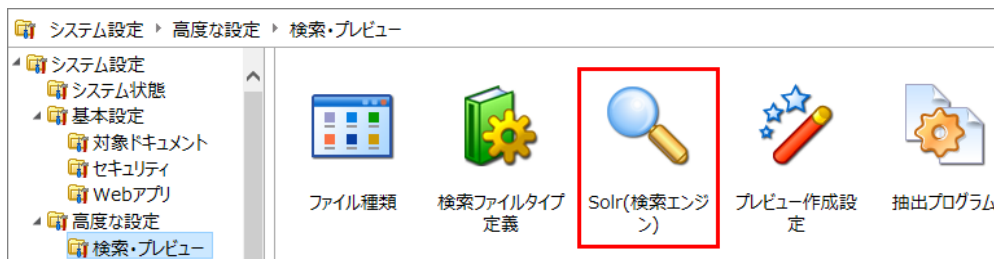 システム設定 ▸ 高度な設定 ▸ 検索・プレビュー
システム設定
システム状態
基本設定
対象ドキュメント
セキュリティ
Webアプリ
高度な設定
検索・プレビュー
ファイル種類
検索ファイルタイプ
定義
Solr(検索エンジ
ン)
プレビュー作成設
定
抽出プログラム